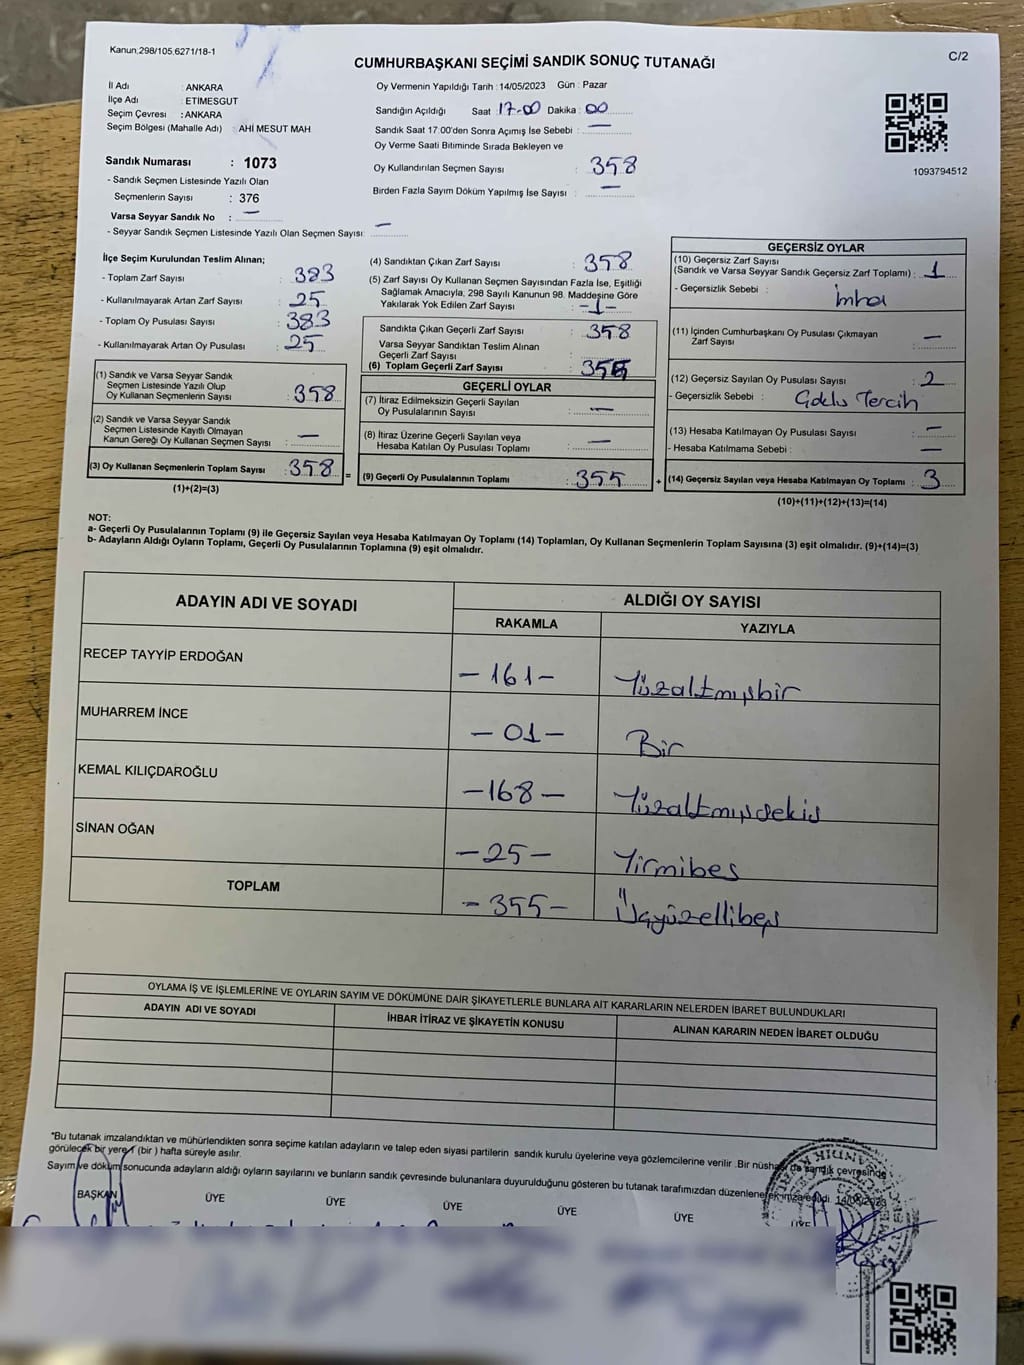 Kanun:298/105.6271/18-1
C/2
CUMHURBAŞKANI SEÇİMİ SANDIK SONUÇ TUTANAĞI
İl Adı : ANKARA
İlçe Adı : ETİMESGUT
Seçim Çevresi : ANKARA
Seçim Bölgesi (Mahalle Adı) : AHİ MESUT MAH
Sandık Numarası : 1073
- Sandık Seçmen Listesinde Yazılı Olan
Seçmenlerin Sayısı : 376
Varsa Seyyar Sandık No : —
- Seyyar Sandık Seçmen Listesinde Yazılı Olan Seçmen Sayısı: —
Oy Vermenin Yapıldığı Tarih : 14/05/2023 Gün : Pazar
Sandığın Açıldığı Saat : 17-00 Dakika : 00
Sandık Saat 17:00'den Sonra Açımış İse Sebebi : —
Oy Verme Saati Bitiminde Sırada Bekleyen ve
Oy Kullandırılan Seçmen Sayısı : 358
Birden Fazla Sayım Döküm Yapılmış İse Sayısı : —
1093794512
İlçe Seçim Kurulundan Teslim Alınan;
- Toplam Zarf Sayısı : 383
- Kullanılmayarak Artan Zarf Sayısı : 25
- Toplam Oy Pusulası Sayısı : 383
- Kullanılmayarak Artan Oy Pusulası : 25
(1) Sandık ve Varsa Seyyar Sandık
Seçmen Listesinde Yazılı Olup
Oy Kullanan Seçmenlerin Sayısı : 358
(2) Sandık ve Varsa Seyyar Sandık
Seçmen Listesinde Kayıtlı Olmayan
Kanun Gereği Oy Kullanan Seçmen Sayısı : —
(3) Oy Kullanan Seçmenlerin Toplam Sayısı : 358
(1)+(2)=(3)
(4) Sandıktan Çıkan Zarf Sayısı : 358
(5) Zarf Sayısı Oy Kullanan Seçmen Sayısından Fazla İse, Eşitliği
Sağlamak Amacıyla, 298 Sayılı Kanunun 98. Maddesine Göre
Yakılarak Yok Edilen Zarf Sayısı : -1-
Sandıkta Çıkan Geçerli Zarf Sayısı : 358
Varsa Seyyar Sandıktan Teslim Alınan
Geçerli Zarf Sayısı :
(6) Toplam Geçerli Zarf Sayısı :
GEÇERLİ OYLAR
(7) İtiraz Edilmeksizin Geçerli Sayılan
Oy Pusulalarının Sayısı : —
(8) İtiraz Üzerine Geçerli Sayılan veya
Hesaba Katılan Oy Pusulası Toplamı : —
= (9) Geçerli Oy Pusulalarının Toplamı : 355
GEÇERSİZ OYLAR
(10) Geçersiz Zarf Sayısı
(Sandık ve Varsa Seyyar Sandık Geçersiz Zarf Toplamı) : 1
- Geçersizlik Sebebi : imha
(11) İçinden Cumhurbaşkanı Oy Pusulası Çıkmayan
Zarf Sayısı : —
(12) Geçersiz Sayılan Oy Pusulası Sayısı : 2
- Geçersizlik Sebebi : Çoklu Tercih
(13) Hesaba Katılmayan Oy Pusulası Sayısı : —
- Hesaba Katılmama Sebebi : —
+ (14) Geçersiz Sayılan veya Hesaba Katılmayan Oy Toplamı : 3
(10)+(11)+(12)+(13)=(14)
NOT:
a- Geçerli Oy Pusulalarının Toplamı (9) ile Geçersiz Sayılan veya Hesaba Katılmayan Oy Toplamı (14) Toplamları, Oy Kullanan Seçmenlerin Toplam Sayısına (3) eşit olmalıdır. (9)+(14)=(3)
b- Adayların Aldığı Oyların Toplamı, Geçerli Oy Pusulalarının Toplamına (9) eşit olmalıdır.
ADAYIN ADI VE SOYADI
ALDIĞI OY SAYISI
RAKAMLA YAZIYLA
RECEP TAYYİP ERDOĞAN -161- Yüzaltmışbir
MUHARREM İNCE -01- Bir
KEMAL KILIÇDAROĞLU -168- Yüzaltmışsekiz
SİNAN OĞAN -25- Yirmibeş
TOPLAM -355- Üçyüzellibeş
OYLAMA İŞ VE İŞLEMLERİNE VE OYLARIN SAYIM VE DÖKÜMÜNE DAİR ŞİKAYETLERLE BUNLARA AİT KARARLARIN NELERDEN İBARET BULUNDUKLARI
ADAYIN ADI VE SOYADI İHBAR İTİRAZ VE ŞİKAYETİN KONUSU ALINAN KARARIN NEDEN İBARET OLDUĞU
*Bu tutanak imzalandıktan ve mühürlendikten sonra seçime katılan adayların ve talep eden siyasi partilerin sandık kurulu üyelerine veya gözlemcilerine verilir .Bir nüshası da sandık çevresinde
görülecek bir yere 1 (bir ) hafta süreyle asılır.
Sayım ve döküm sonucunda adayların aldığı oyların sayılarını ve bunların sandık çevresinde bulunanlara duyurulduğunu gösteren bu tutanak tarafımızdan düzenlenerek imza edildi. 14/05/2023
BAŞKAN ÜYE ÜYE ÜYE ÜYE ÜYE ÜYE